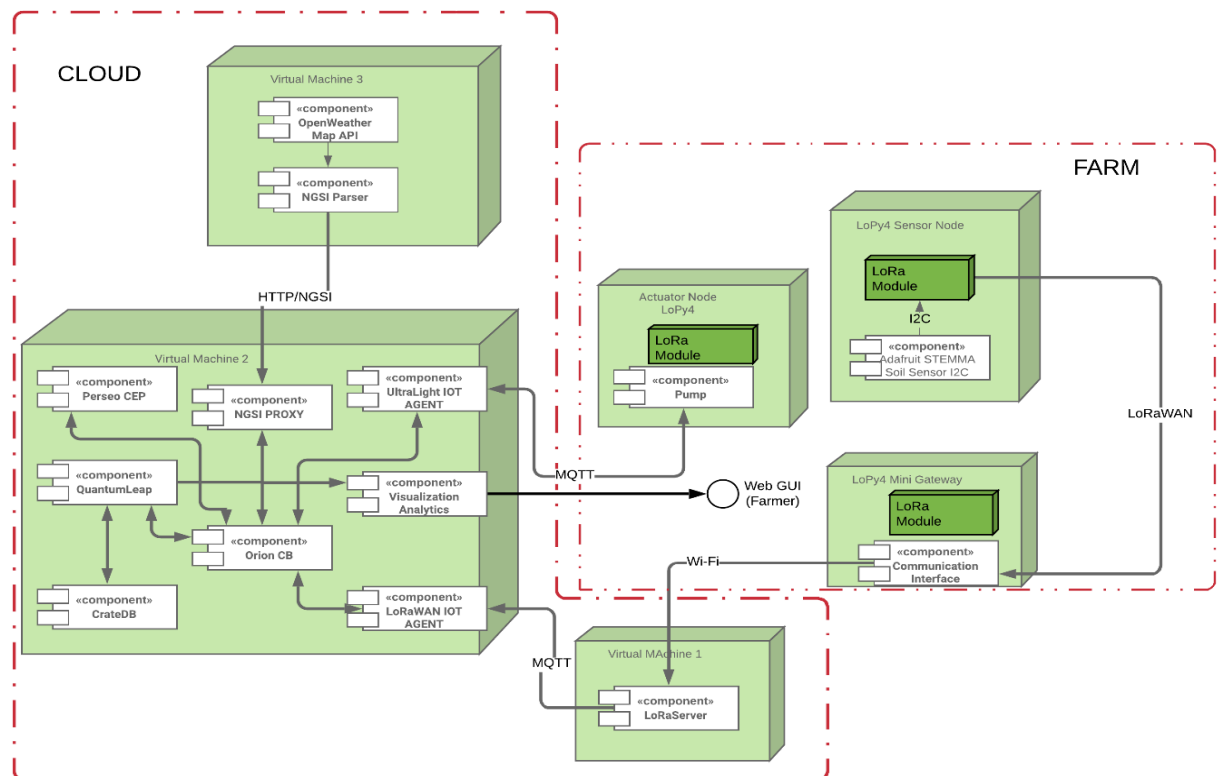 CLOUD
Virtual Machine 3
«component»
OpenWeather
Map API
«component»
NGSI Parser
HTTP/NGSI
Virtual Machine 2
«component»
Perseo CEP
«component»
NGSI PROXY
«component»
UltraLight IOT
AGENT
«component»
QuantumLeap
«component»
Visualization
Analytics
«component»
Orion CB
«component»
CrateDB
«component»
LoRaWAN IOT
AGENT
MQTT
MQTT
Virtual MAchine 1
«component»
LoRaServer
FARM
Actuator Node
LoPy4
LoRa
Module
«component»
Pump
Web GUI
(Farmer)
LoPy4 Sensor Node
LoRa
Module
I2C
«component»
Adafruit STEMMA
Soil Sensor I2C
LoRaWAN
LoPy4 Mini Gateway
LoRa
Module
«component»
Communication
Interface
Wi-Fi